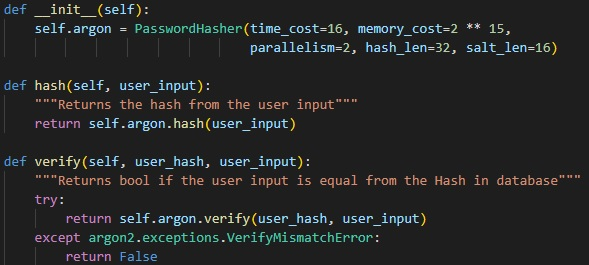 def __init__(self):
    self.argon = PasswordHasher(time_cost=16, memory_cost=2 ** 15,
                                parallelism=2, hash_len=32, salt_len=16)

def hash(self, user_input):
    """Returns the hash from the user input"""
    return self.argon.hash(user_input)

def verify(self, user_hash, user_input):
    """Returns bool if the user input is equal from the Hash in database"""
    try:
        return self.argon.verify(user_hash, user_input)
    except argon2.exceptions.VerifyMismatchError:
        return False